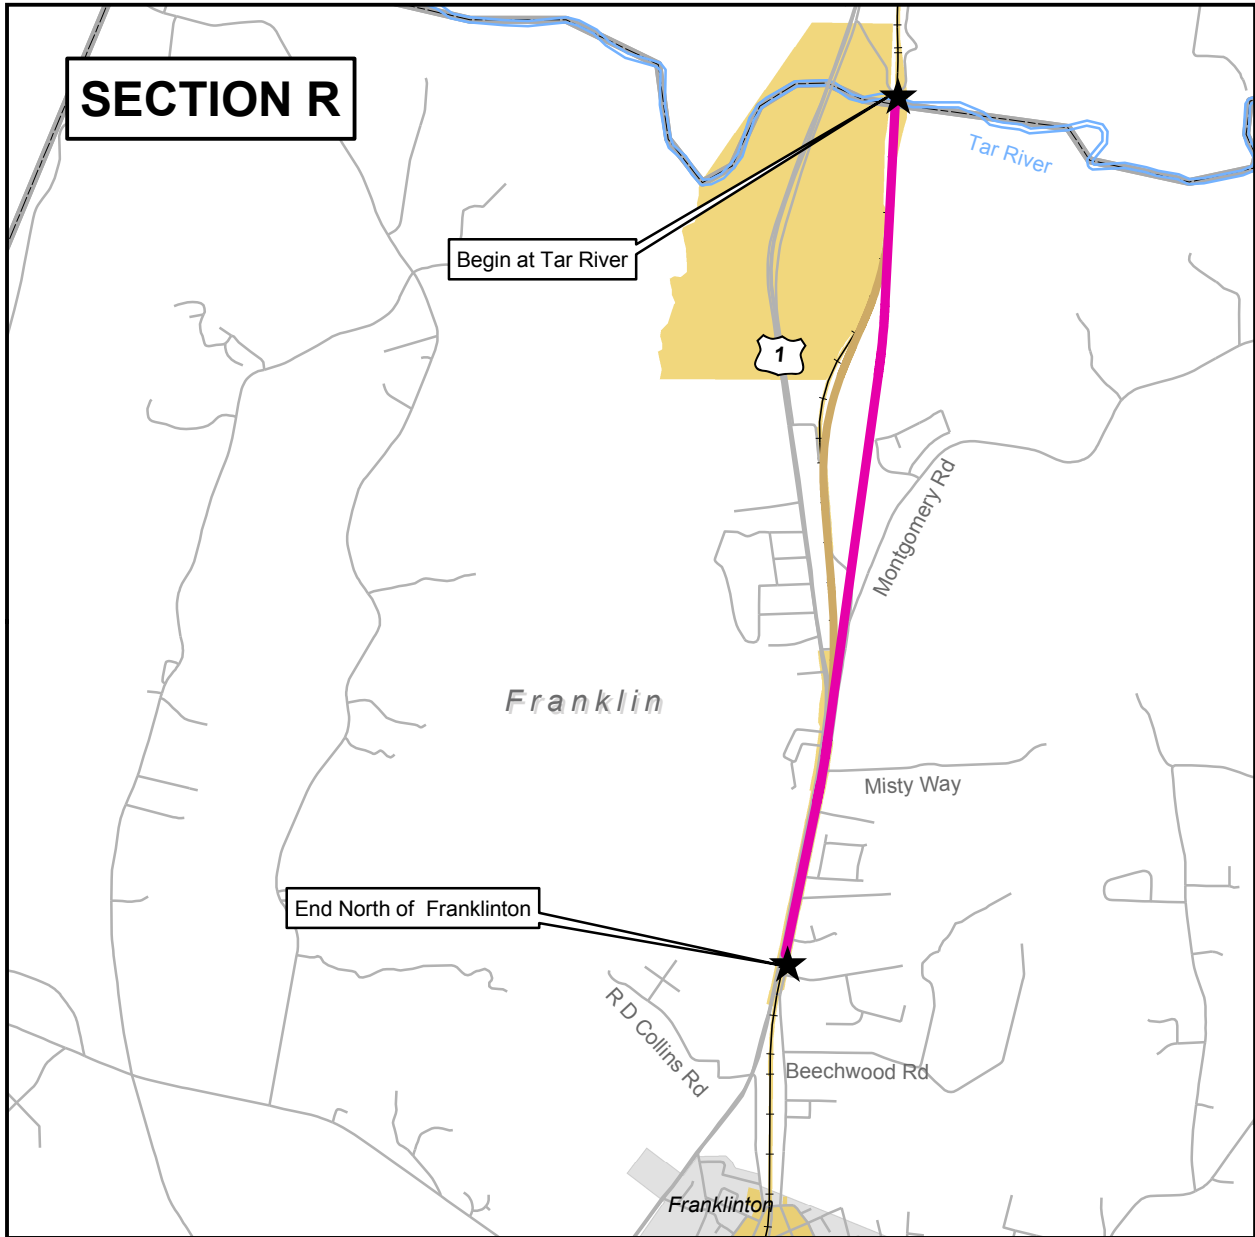 SECTION R
Tar River
Begin at Tar River
1
Montgomery Rd
Franklin
Misty Way
End North of  Franklinton
R D Collins Rd
Beechwood Rd
Franklinton